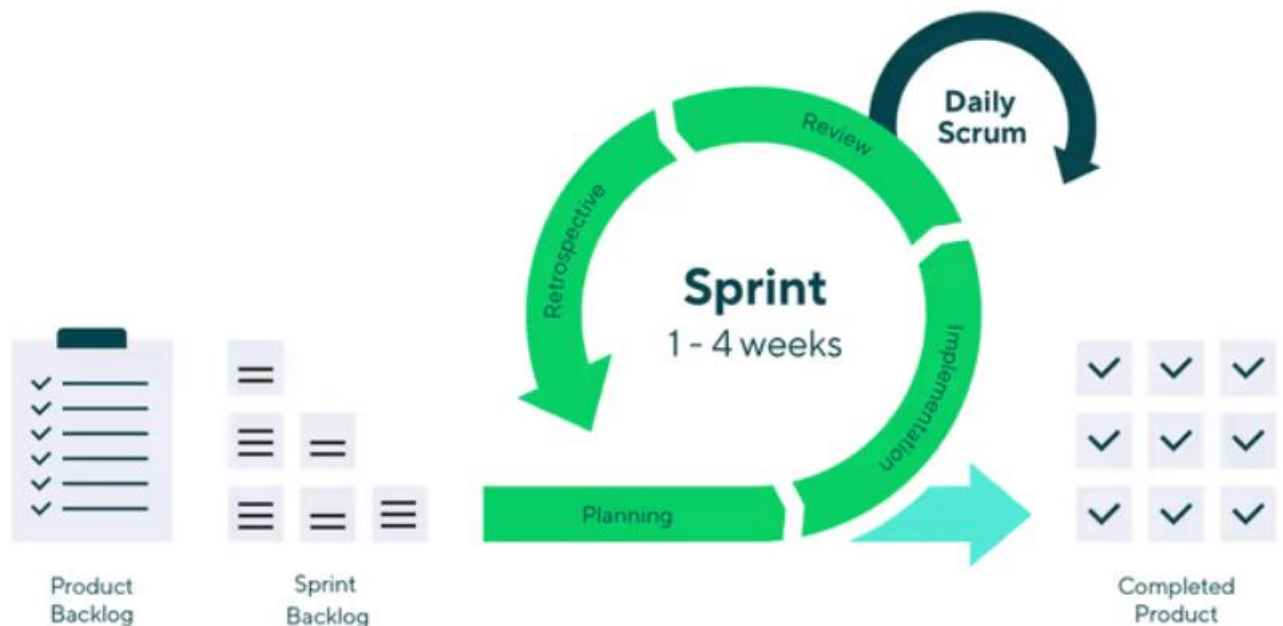 Daily
Scrum
Review
Retrospective
Sprint
1 - 4 weeks
Implementation
Planning
Product
Backlog
Sprint
Backlog
Completed
Product